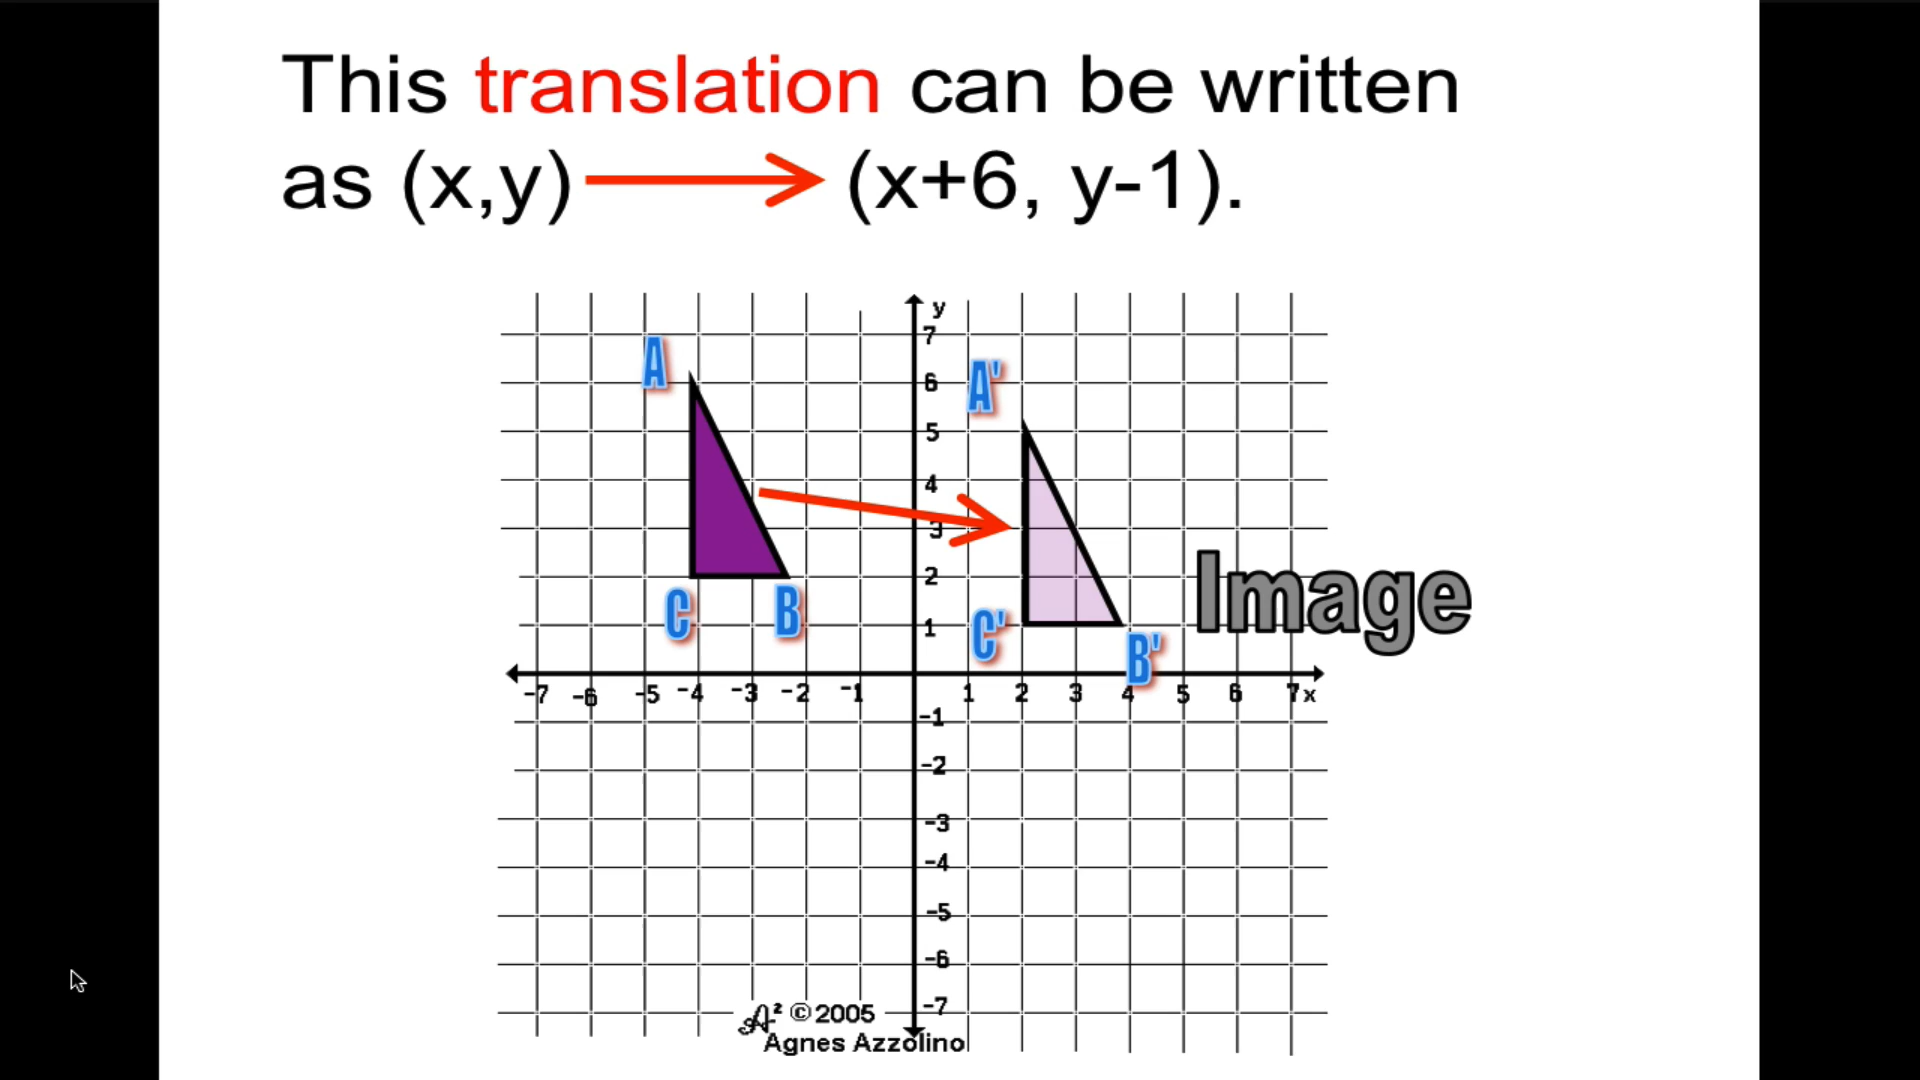 This translation can be written
as (x,y) (x+6, y-1).
y
7
A
A'
6
5
4
3
2
Image
C
B
1
C'
B'
-7 -6 -5 -4 -3 -2 -1 1 2 3 4 5 6 7 x
-1
-2
-3
-4
-5
-6
-7
A² ©2005
Agnes Azzolino